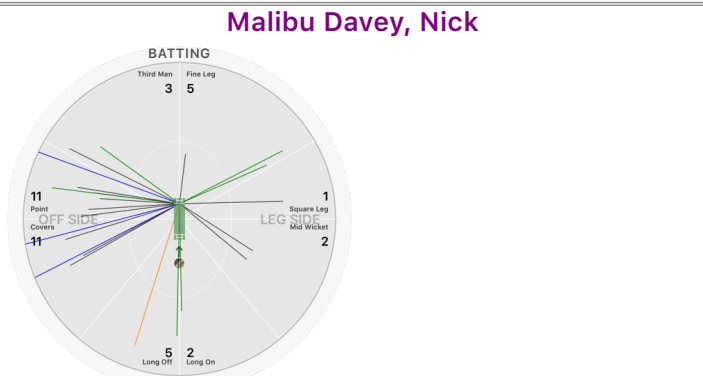 Malibu Davey, Nick
BATTING
Third Man Fine Leg
3 5
11 1
Point Square Leg
OFF SIDE LEG SIDE
Covers Mid Wicket
11 2
5 2
Long Off Long On